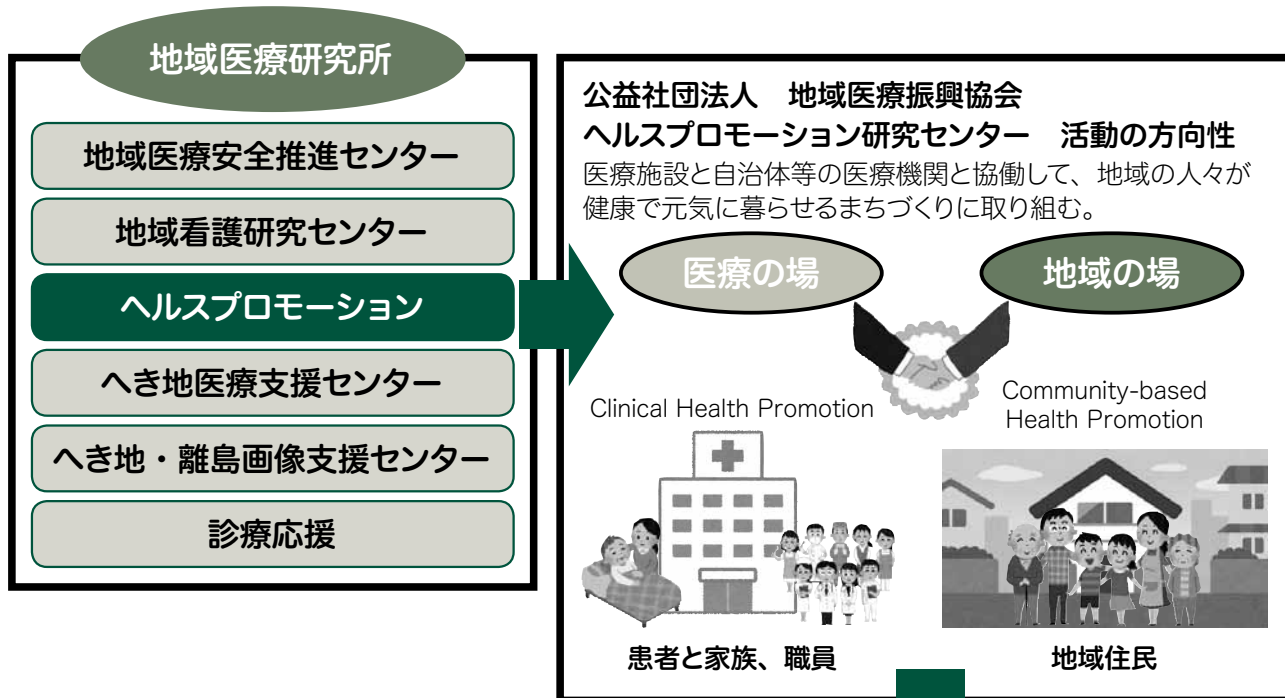 地域医療研究所
地域医療安全推進センター
地域看護研究センター
ヘルスプロモーション
へき地医療支援センター
へき地・離島画像支援センター
診療応援
公益社団法人　地域医療振興協会
ヘルスプロモーション研究センター　活動の方向性
医療施設と自治体等の医療機関と協働して、地域の人々が
健康で元気に暮らせるまちづくりに取り組む。
医療の場
地域の場
Clinical Health Promotion
Community-based
Health Promotion
患者と家族、職員
地域住民